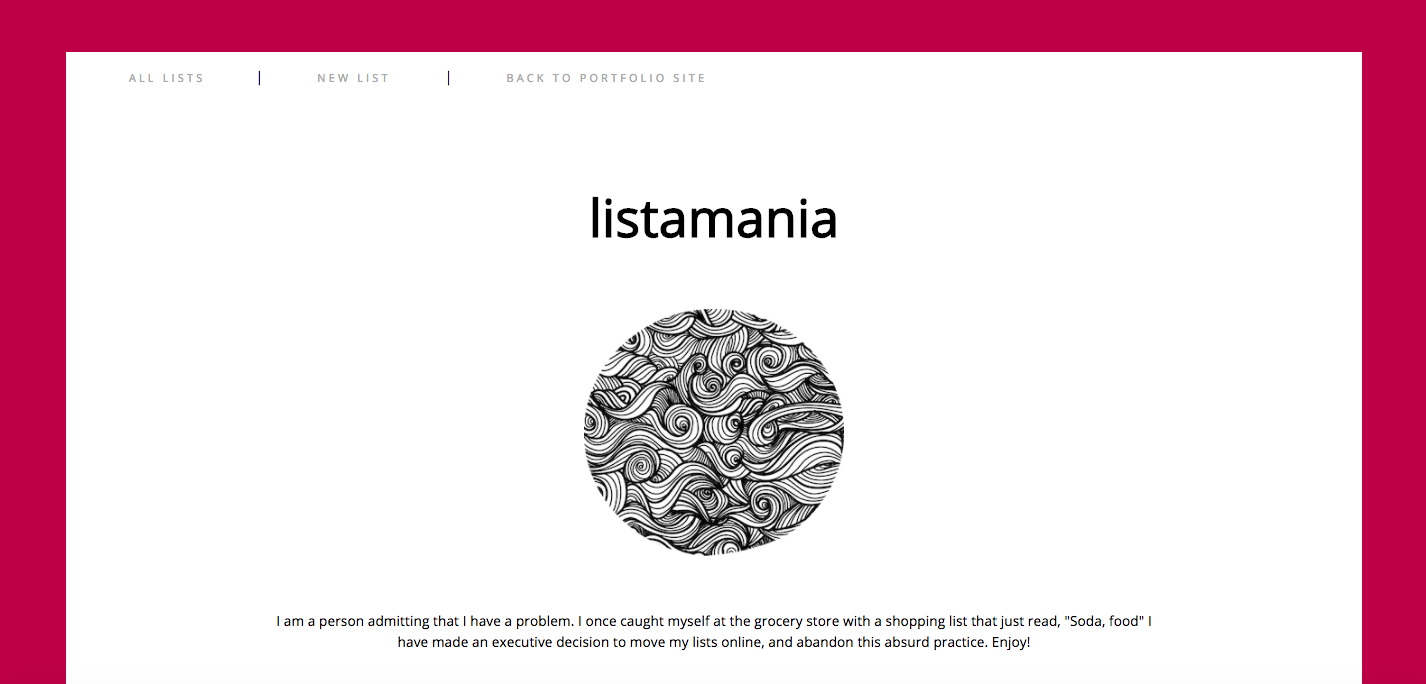 ALL LISTS | NEW LIST | BACK TO PORTFOLIO SITE
listamania
I am a person admitting that I have a problem. I once caught myself at the grocery store with a shopping list that just read, "Soda, food" I
have made an executive decision to move my lists online, and abandon this absurd practice. Enjoy!